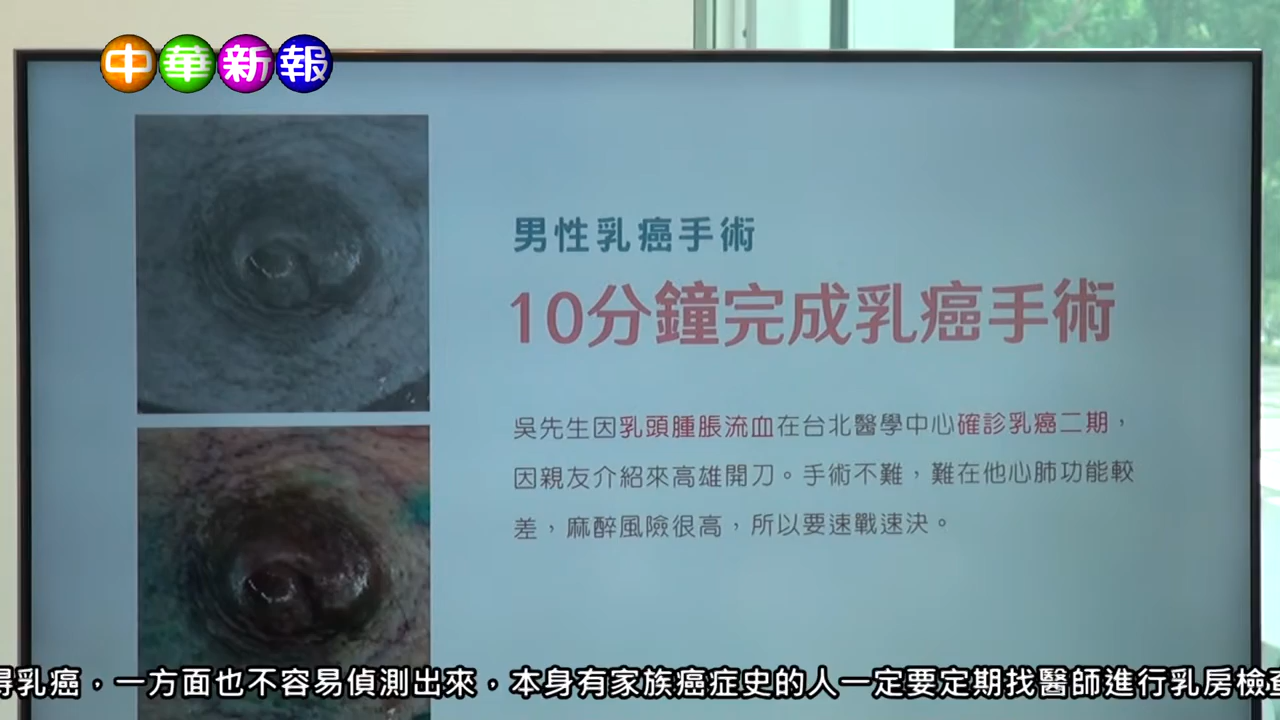 中華新報
男性乳癌手術
10分鐘完成乳癌手術
吳先生因乳頭腫脹流血在台北醫學中心確診乳癌二期，
因親友介紹來高雄開刀。手術不難，難在他心肺功能較
差，麻醉風險很高，所以要速戰速決。
得乳癌，一方面也不容易偵測出來，本身有家族癌症史的人一定要定期找醫師進行乳房檢查